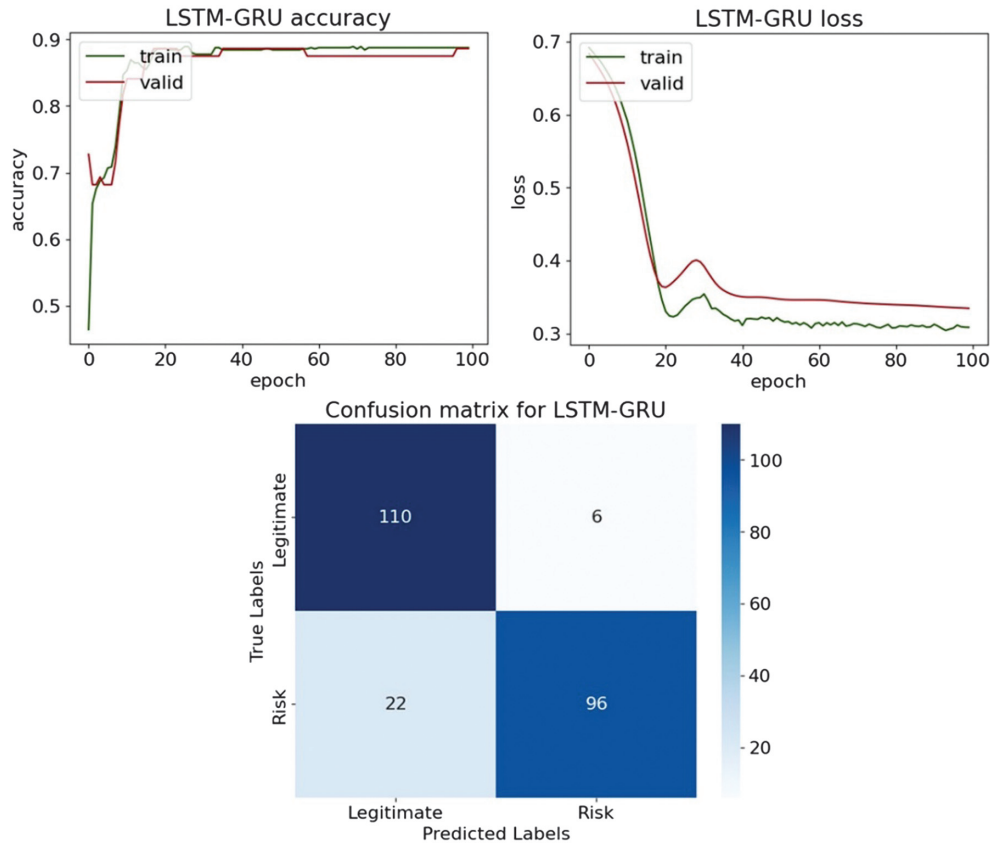 LSTM-GRU accuracy
train
valid
0.9
0.8
0.7
0.6
0.5
accuracy
0 20 40 60 80 100
epoch
LSTM-GRU loss
train
valid
0.7
0.6
0.5
0.4
0.3
loss
0 20 40 60 80 100
epoch
Confusion matrix for LSTM-GRU
True Labels
Legitimate
110 6
Risk
22 96
Legitimate Risk
Predicted Labels
100
80
60
40
20